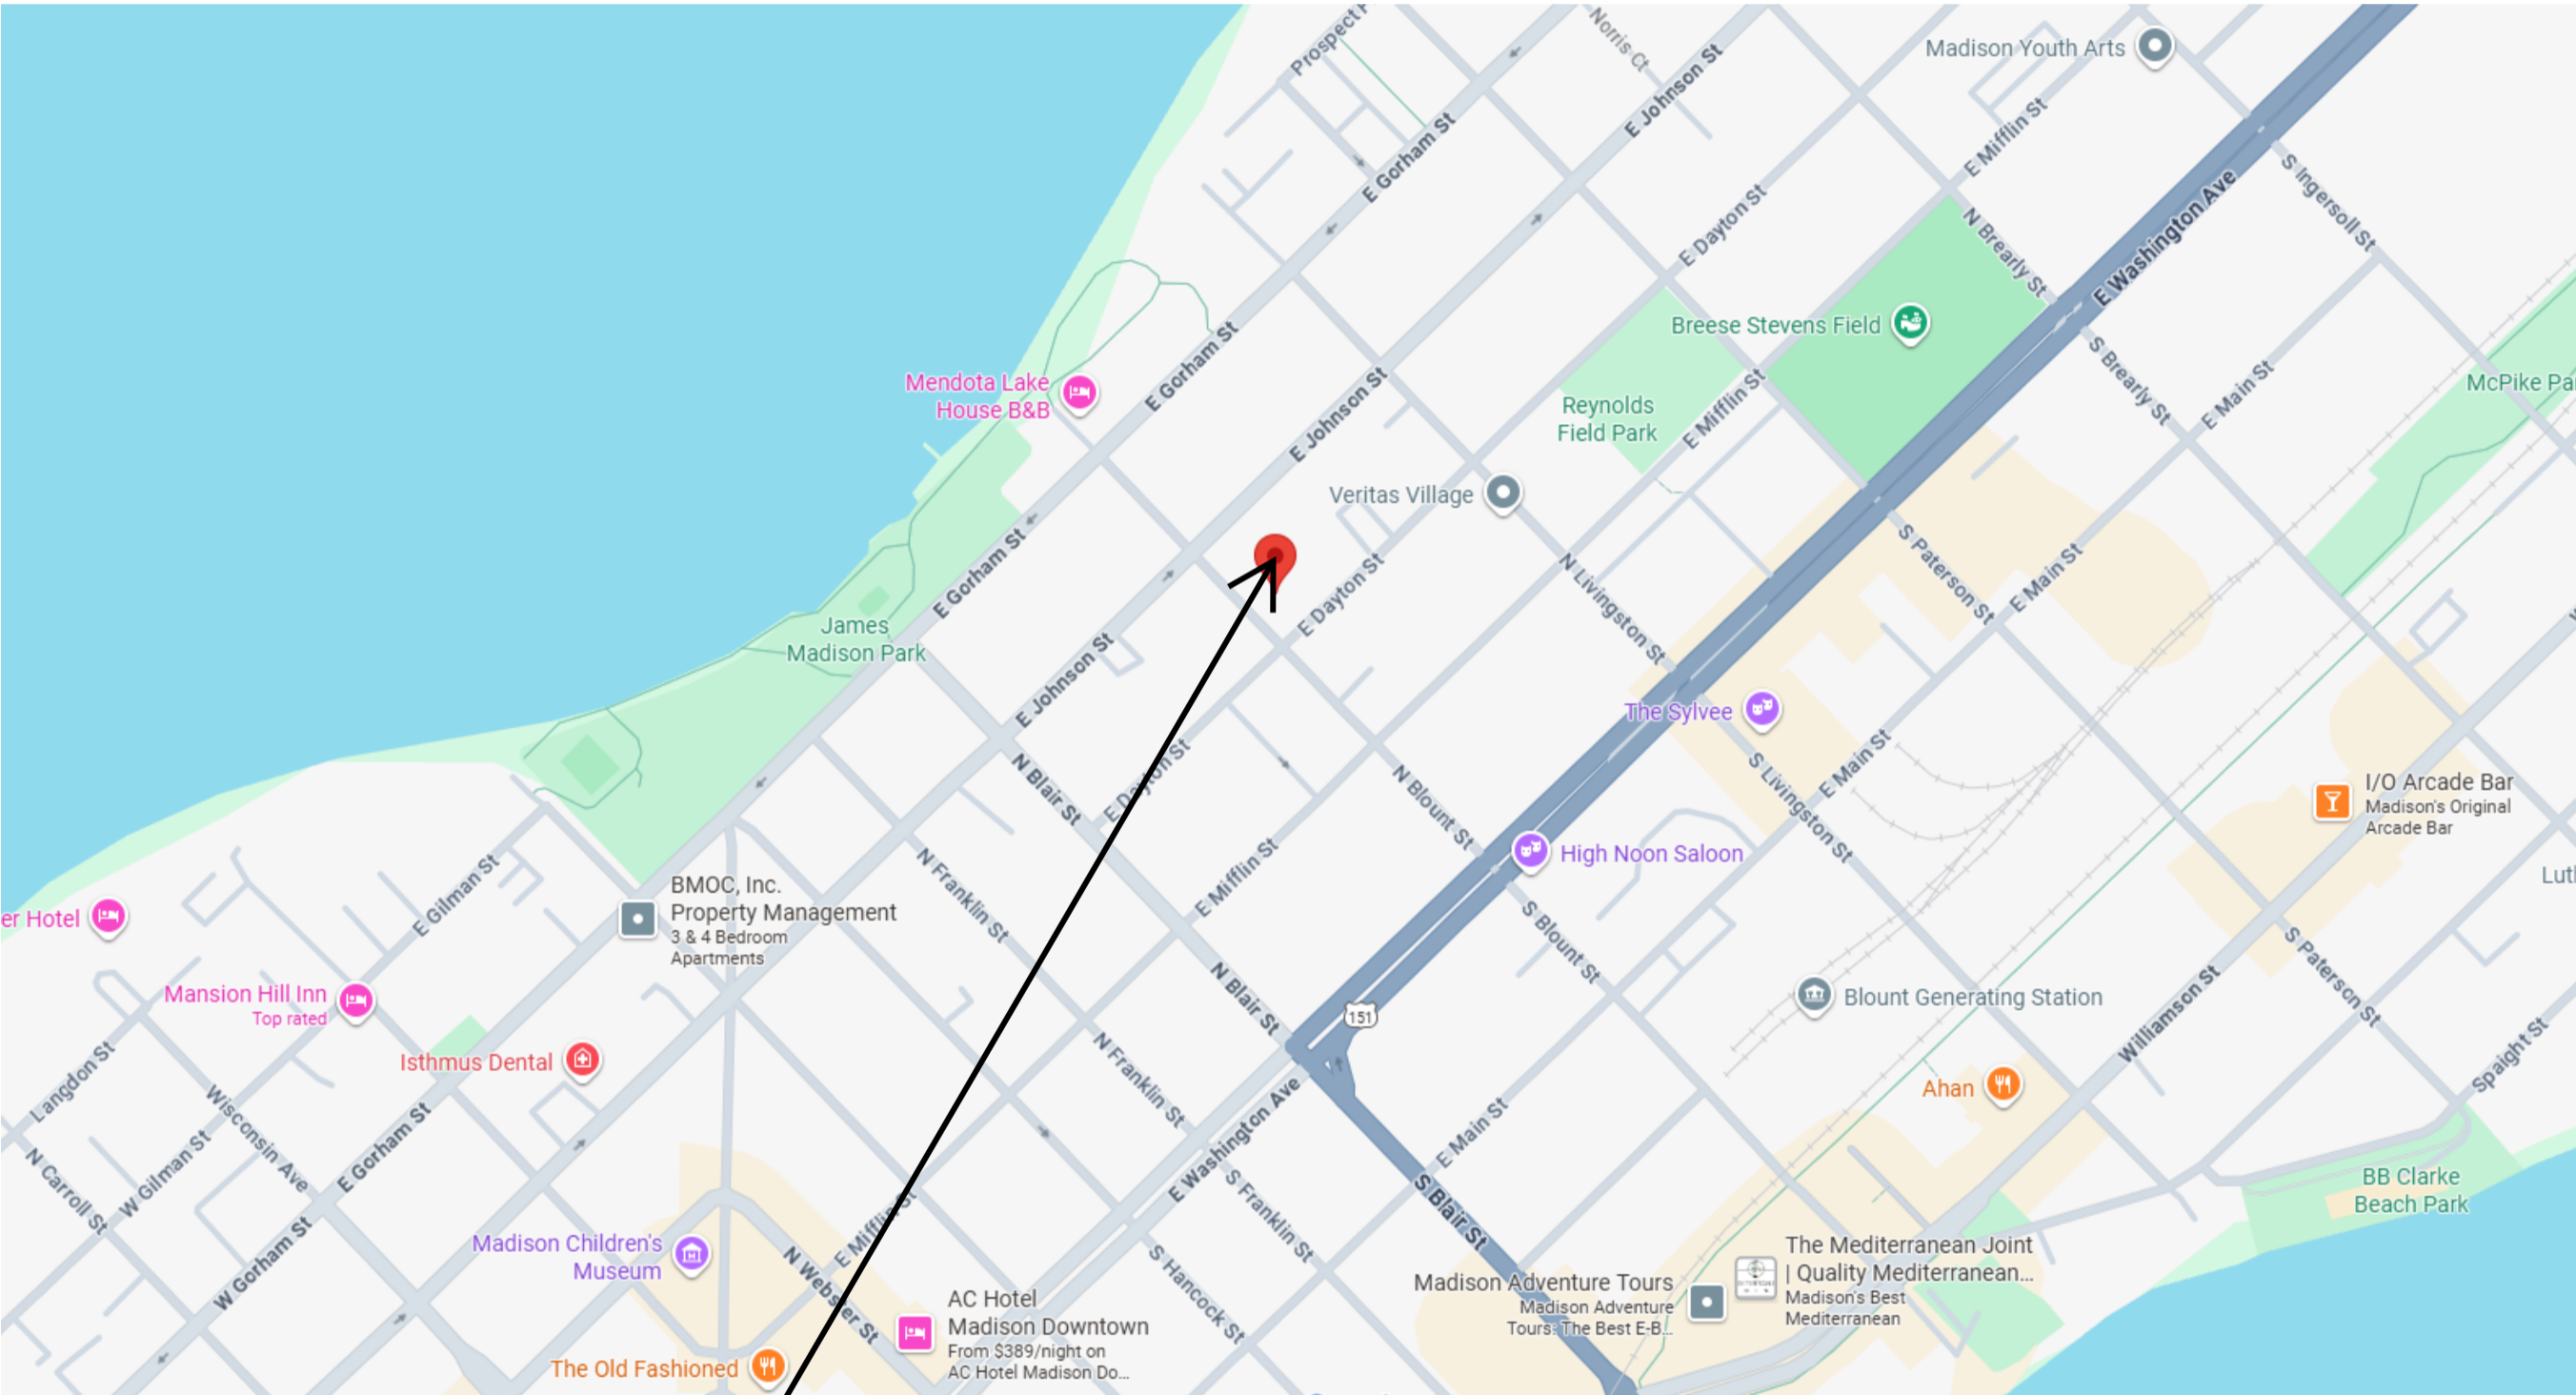 Norris Ct
E Johnson St
Madison Youth Arts
Prospect
E Gorham St
E Mifflin St
S Ingersoll St
E Washington Ave
E Dayton St
N Brearly St
Breese Stevens Field
E Gorham St
S Brearly St
E Main St
McPike Pa
Mendota Lake
House B&B
E Johnson St
Reynolds
Field Park
E Mifflin St
Veritas Village
E Gorham St
E Dayton St
N Livingston St
S Paterson St
E Main St
James
Madison Park
E Johnson St
The Sylvee
N Blair St
E Dayton St
N Blount St
S Livingston St
E Main St
I/O Arcade Bar
Madison's Original
Arcade Bar
High Noon Saloon
E Gilman St
BMOC, Inc.
Property Management
3 & 4 Bedroom
Apartments
N Franklin St
E Mifflin St
er Hotel
S Blount St
S Paterson St
Mansion Hill Inn
Top rated
N Blair St
151
Blount Generating Station
Williamson St
Spaight St
Isthmus Dental
Langdon St
N Franklin St
Ahan
Wisconsin Ave
E Gorham St
E Washington Ave
E Main St
N Carroll St
W Gilman St
S Franklin St
S Blair St
BB Clarke
Beach Park
W Gorham St
Madison Children's
Museum
E Mifflin St
N Webster St
S Hancock St
The Mediterranean Joint
| Quality Mediterranean...
Madison's Best
Mediterranean
Madison Adventure Tours
Madison Adventure
Tours: The Best E-B...
AC Hotel
Madison Downtown
From $389/night on
AC Hotel Madison Do...
The Old Fashioned